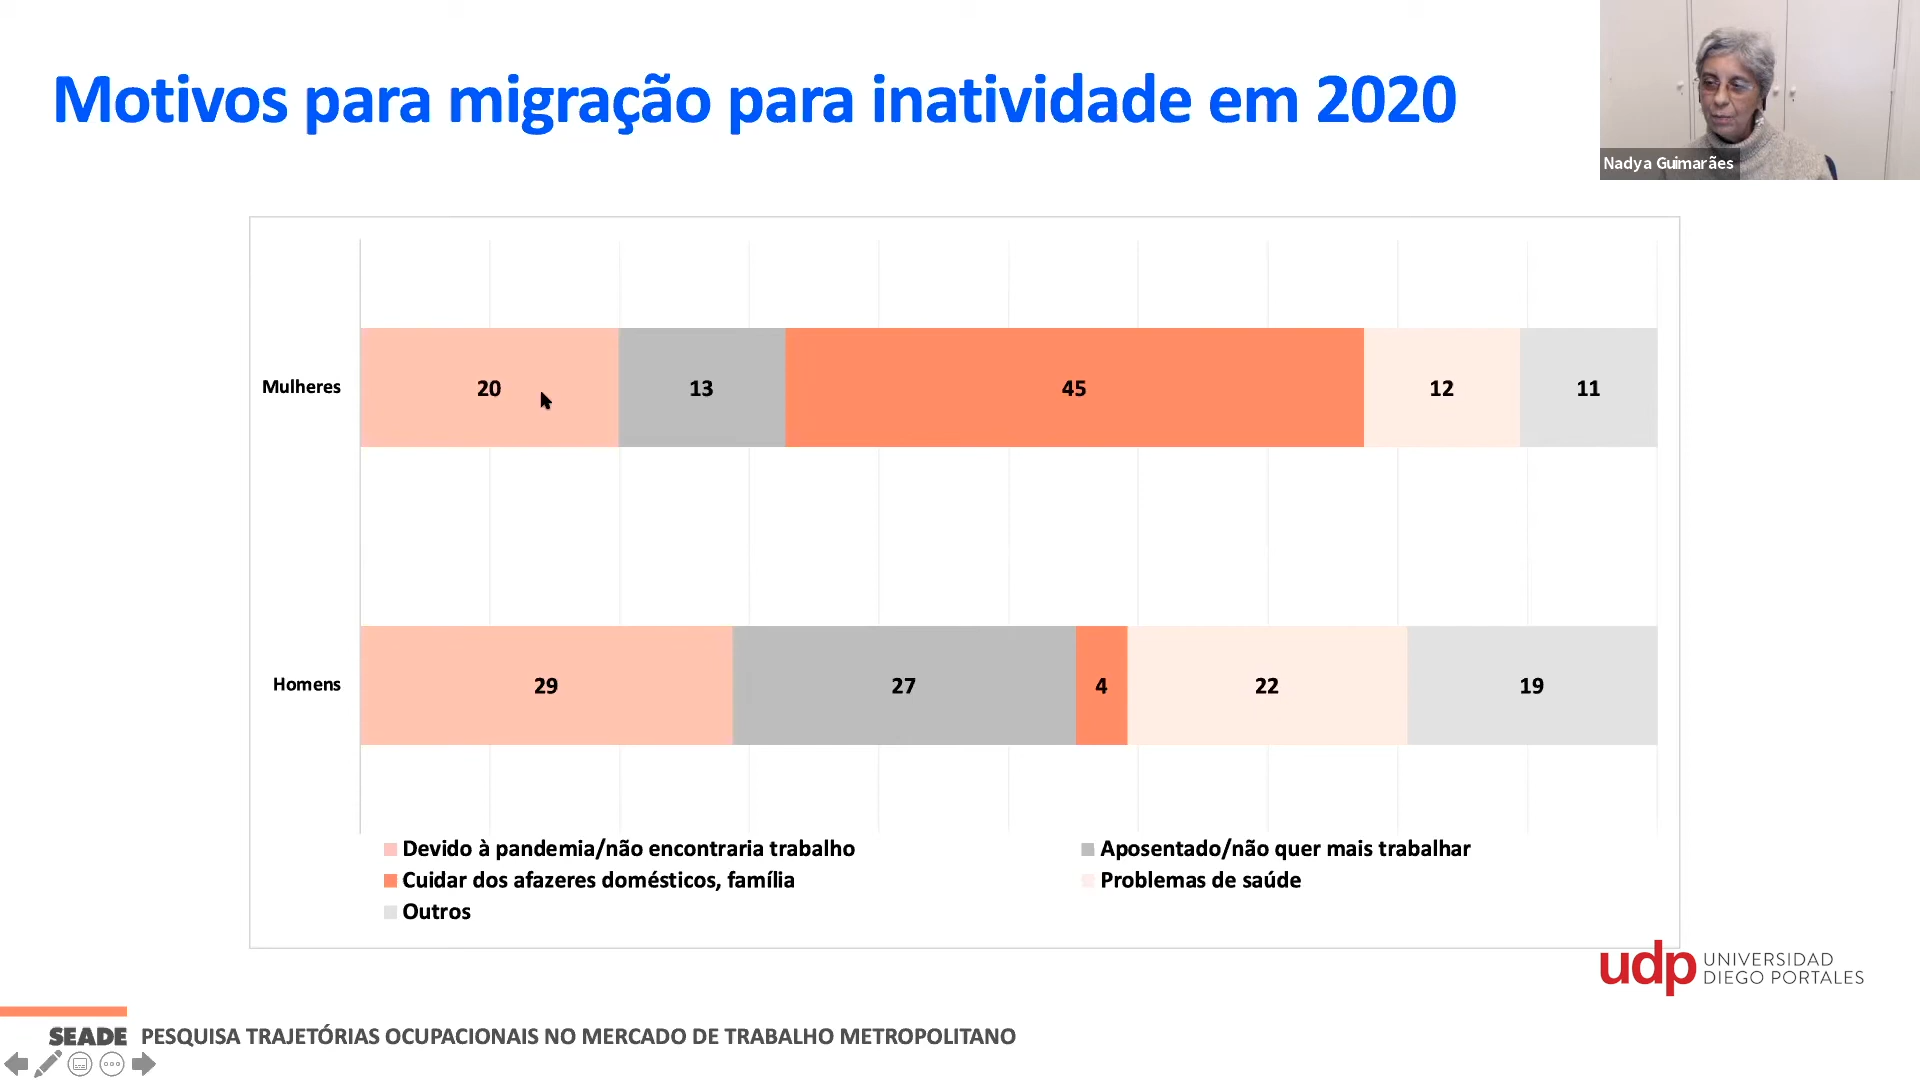 Motivos para migração para inatividade em 2020
Nadya Guimarães
Mulheres
20
13
45
12
11
Homens
29
27
4
22
19
Devido à pandemia/não encontraria trabalho
Aposentado/não quer mais trabalhar
Cuidar dos afazeres domésticos, família
Problemas de saúde
Outros
udp UNIVERSIDAD
DIEGO PORTALES
SEADE PESQUISA TRAJETÓRIAS OCUPACIONAIS NO MERCADO DE TRABALHO METROPOLITANO